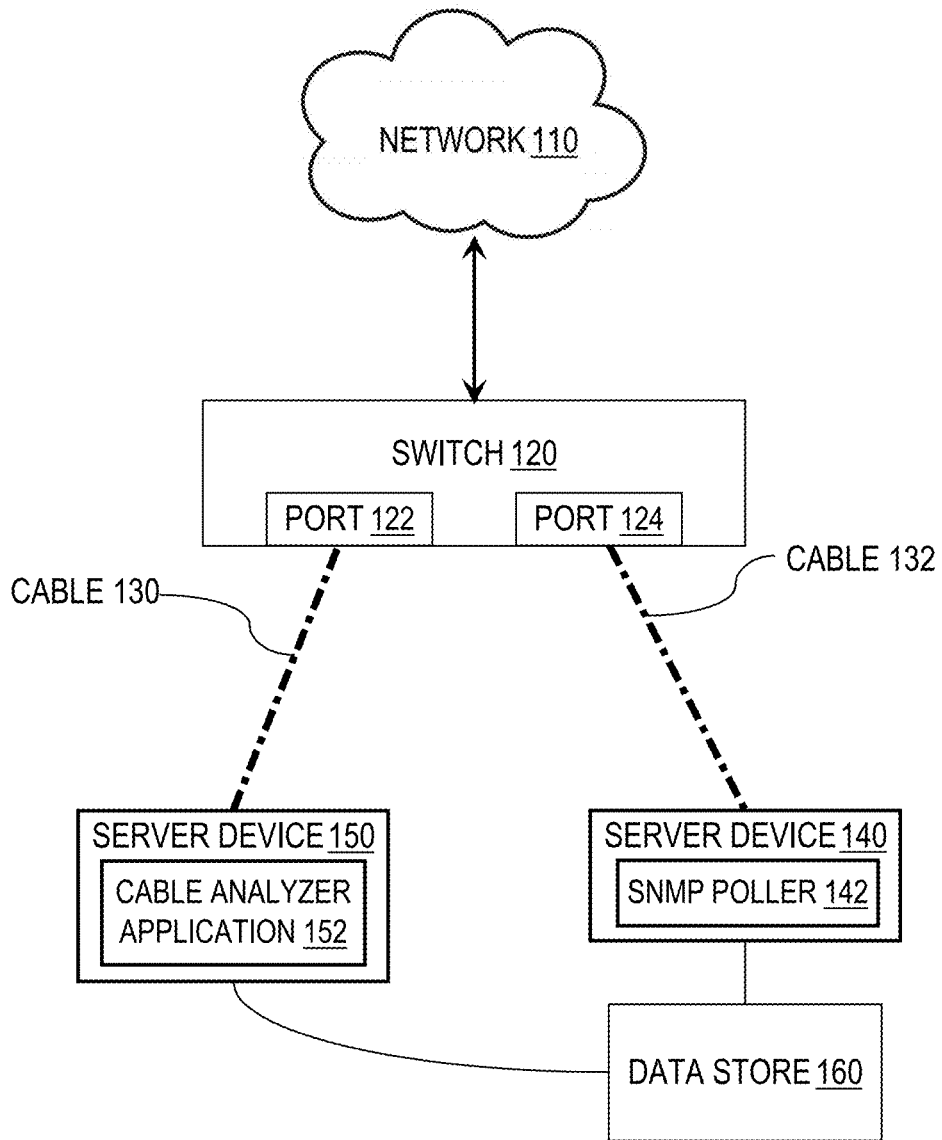 NETWORK 110
SWITCH 120
PORT 122
PORT 124
CABLE 130
CABLE 132
SERVER DEVICE 150
CABLE ANALYZER
APPLICATION 152
SERVER DEVICE 140
SNMP POLLER 142
DATA STORE 160